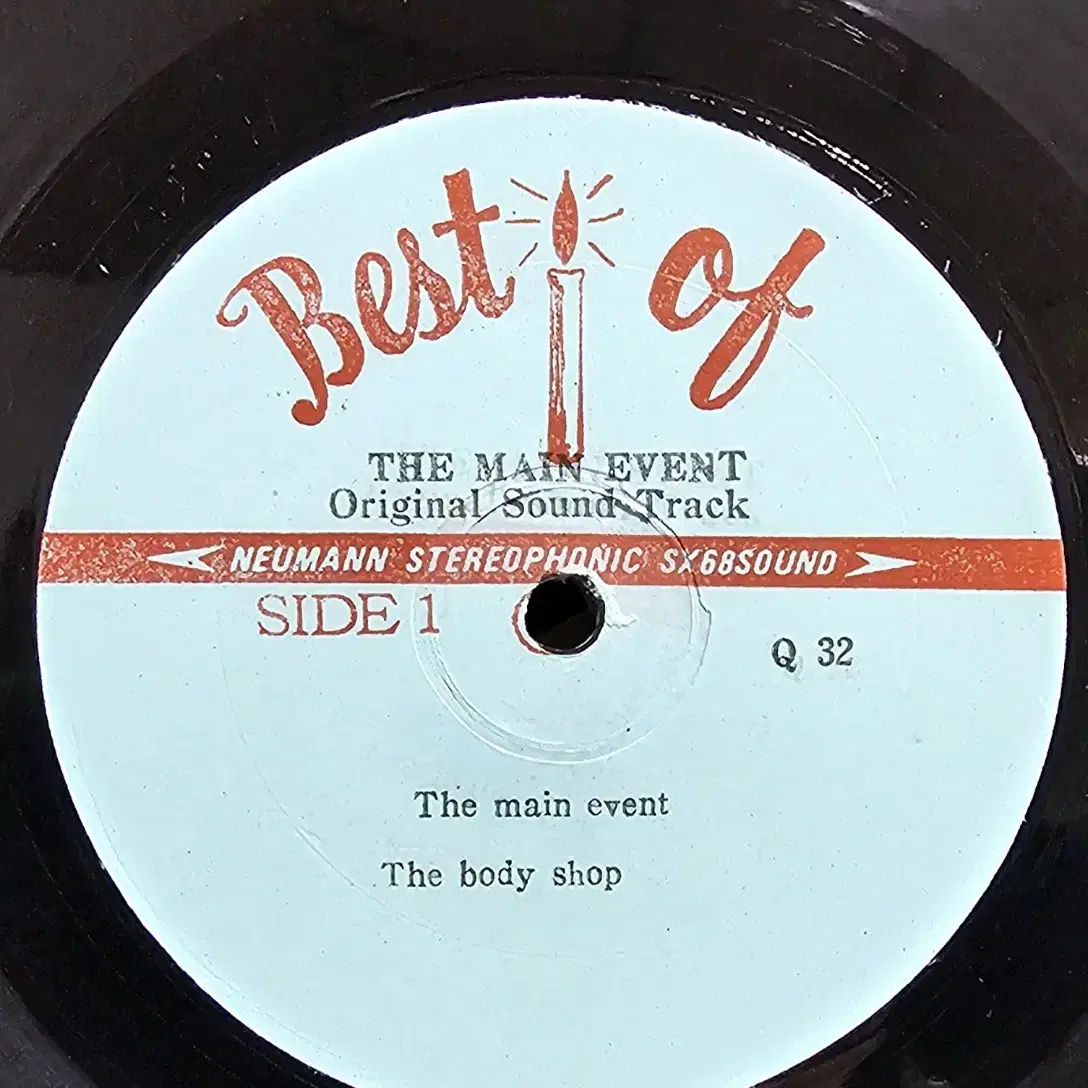 Best of
THE MAIN EVENT
Original Sound Track
NEUMANN STEREOPHONIC SX68SOUND
SIDE 1
Q 32
The main event
The body shop